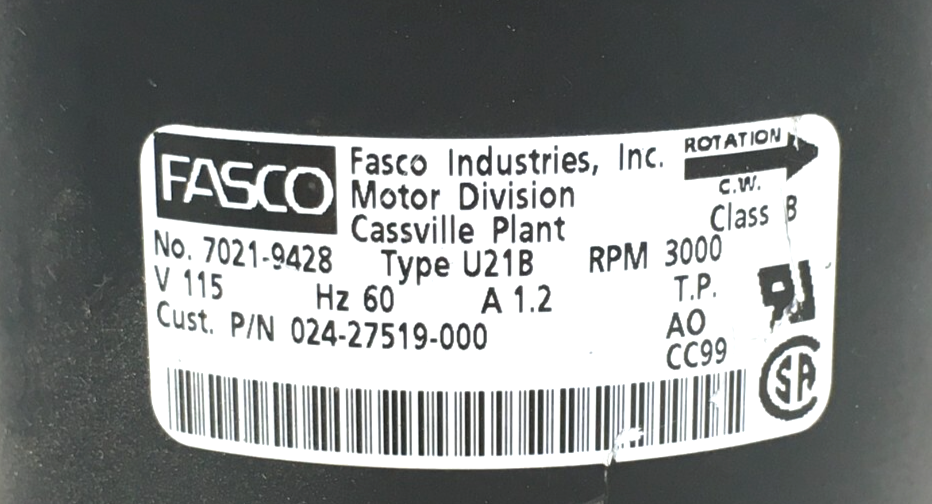 FASCO
Fasco Industries, Inc.
Motor Division
Cassville Plant
ROTATION
C.W.
Class B
No. 7021-9428 Type U21B RPM 3000
V 115 Hz 60 A 1.2 T.P.
Cust. P/N 024-27519-000 AO
CC99
SA